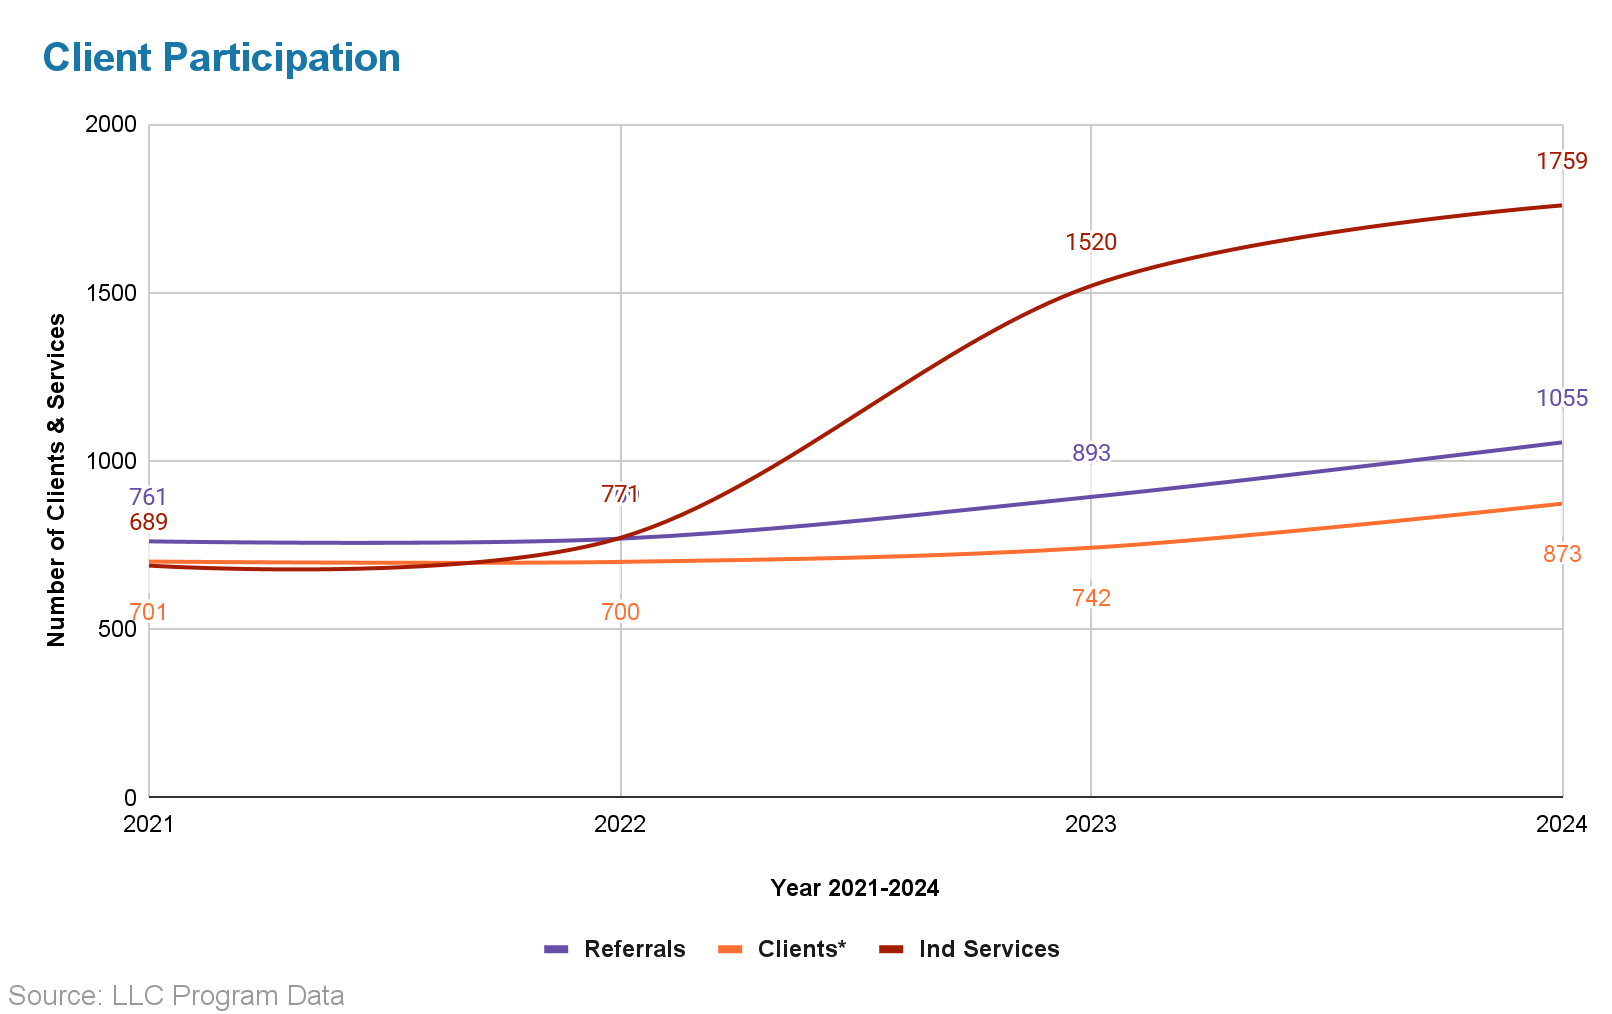 Client Participation
2000
1500
1000
500
0
Number of Clients & Services
1759
1520
1055
893
761
771
689
873
742
701
700
2021 2022 2023 2024
Year 2021-2024
Referrals Clients* Ind Services
Source: LLC Program Data